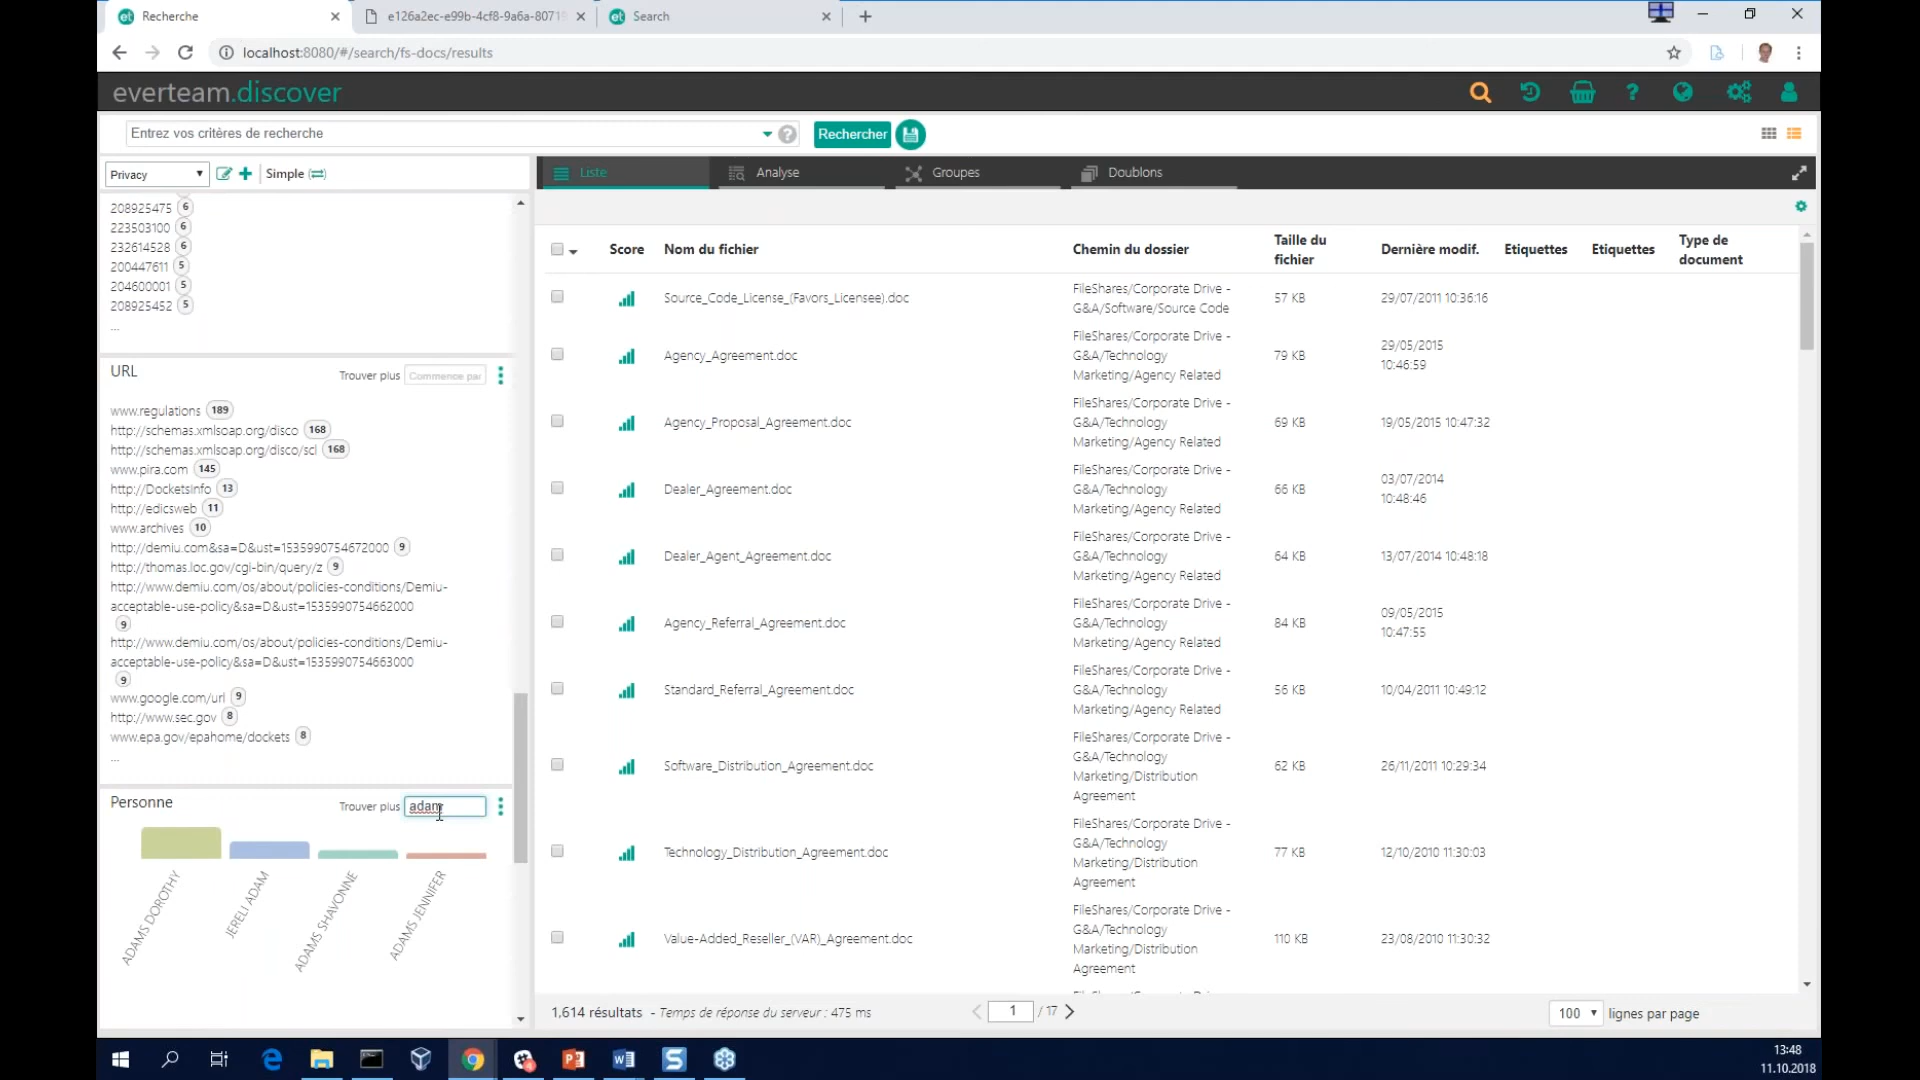 Recherche
e126a2ec-e99b-4cf8-9a6a-80719
Search
localhost:8080/#/search/fs-docs/results
everteam.discover
Entrez vos critères de recherche
Rechercher
Privacy
Simple
Liste
Analyse
Groupes
Doublons
208925475 6
223503100 6
232614528 6
200447611 5
204600001 5
208925452 5
...
URL
Trouver plus
Commence par
www.regulations 189
http://schemas.xmlsoap.org/disco 168
http://schemas.xmlsoap.org/disco/scl 168
www.pira.com 145
http://DocketsInfo 13
http://edicsweb 11
www.archives 10
http://demiu.com&sa=D&ust=1535990754672000 9
http://thomas.loc.gov/cgi-bin/query/z 9
http://www.demiu.com/os/about/policies-conditions/Demiu-
acceptable-use-policy&sa=D&ust=1535990754662000
9
http://www.demiu.com/os/about/policies-conditions/Demiu-
acceptable-use-policy&sa=D&ust=1535990754663000
9
www.google.com/url 9
http://www.sec.gov 8
www.epa.gov/epahome/dockets 8
...
Personne
Trouver plus
adam
ADAMS DOROTHY
JERELI ADAM
ADAMS SHAVONNE
ADAMS JENNIFER
Score
Nom du fichier
Chemin du dossier
Taille du
fichier
Dernière modif.
Etiquettes
Etiquettes
Type de
document
Source_Code_License_(Favors_Licensee).doc
FileShares/Corporate Drive -
G&A/Software/Source Code
57 KB
29/07/2011 10:36:16
Agency_Agreement.doc
FileShares/Corporate Drive -
G&A/Technology
Marketing/Agency Related
79 KB
29/05/2015
10:46:59
Agency_Proposal_Agreement.doc
FileShares/Corporate Drive -
G&A/Technology
Marketing/Agency Related
69 KB
19/05/2015 10:47:32
Dealer_Agreement.doc
FileShares/Corporate Drive -
G&A/Technology
Marketing/Agency Related
66 KB
03/07/2014
10:48:46
Dealer_Agent_Agreement.doc
FileShares/Corporate Drive -
G&A/Technology
Marketing/Agency Related
64 KB
13/07/2014 10:48:18
Agency_Referral_Agreement.doc
FileShares/Corporate Drive -
G&A/Technology
Marketing/Agency Related
84 KB
09/05/2015
10:47:55
Standard_Referral_Agreement.doc
FileShares/Corporate Drive -
G&A/Technology
Marketing/Agency Related
56 KB
10/04/2011 10:49:12
Software_Distribution_Agreement.doc
FileShares/Corporate Drive -
G&A/Technology
Marketing/Distribution
Agreement
62 KB
26/11/2011 10:29:34
Technology_Distribution_Agreement.doc
FileShares/Corporate Drive -
G&A/Technology
Marketing/Distribution
Agreement
77 KB
12/10/2010 11:30:03
Value-Added_Reseller_(VAR)_Agreement.doc
FileShares/Corporate Drive -
G&A/Technology
Marketing/Distribution
Agreement
110 KB
23/08/2010 11:30:32
1,614 résultats - Temps de réponse du serveur : 475 ms
1 / 17
100 lignes par page
13:48
11.10.2018